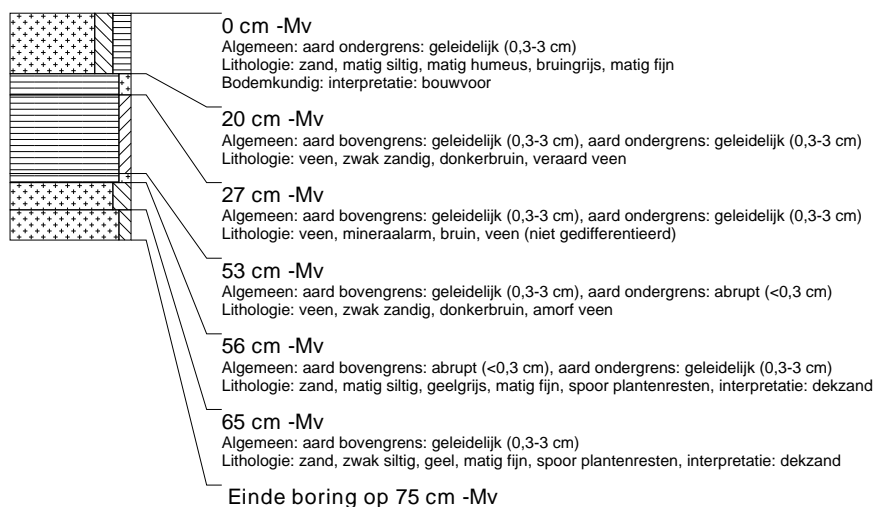 0 cm -Mv
Algemeen: aard ondergrens: geleidelijk (0,3-3 cm)
Lithologie: zand, matig siltig, matig humeus, bruingrijs, matig fijn
Bodemkundig: interpretatie: bouwvoor
20 cm -Mv
Algemeen: aard bovengrens: geleidelijk (0,3-3 cm), aard ondergrens: geleidelijk (0,3-3 cm)
Lithologie: veen, zwak zandig, donkerbruin, veraard veen
27 cm -Mv
Algemeen: aard bovengrens: geleidelijk (0,3-3 cm), aard ondergrens: geleidelijk (0,3-3 cm)
Lithologie: veen, mineraalarm, bruin, veen (niet gedifferentieerd)
53 cm -Mv
Algemeen: aard bovengrens: geleidelijk (0,3-3 cm), aard ondergrens: abrupt (<0,3 cm)
Lithologie: veen, zwak zandig, donkerbruin, amorf veen
56 cm -Mv
Algemeen: aard bovengrens: abrupt (<0,3 cm), aard ondergrens: geleidelijk (0,3-3 cm)
Lithologie: zand, matig siltig, geelgrijs, matig fijn, spoor plantenresten, interpretatie: dekzand
65 cm -Mv
Algemeen: aard bovengrens: geleidelijk (0,3-3 cm)
Lithologie: zand, zwak siltig, geel, matig fijn, spoor plantenresten, interpretatie: dekzand
Einde boring op 75 cm -Mv